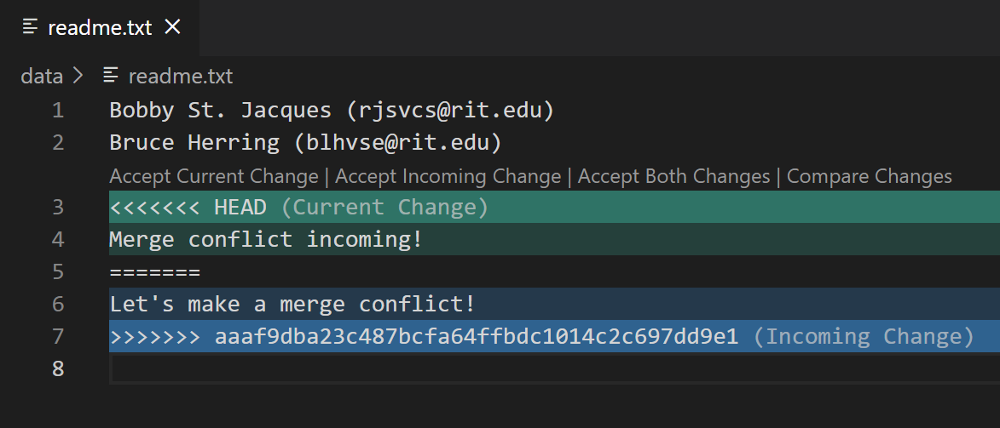 readme.txt
data > readme.txt
1 Bobby St. Jacques (rjsvcs@rit.edu)
2 Bruce Herring (blhvse@rit.edu)
Accept Current Change | Accept Incoming Change | Accept Both Changes | Compare Changes
3 <<<<<<< HEAD (Current Change)
4 Merge conflict incoming!
5 =======
6 Let's make a merge conflict!
7 >>>>>>> aaaf9dba23c487bcfa64ffbdc1014c2c697dd9e1 (Incoming Change)
8